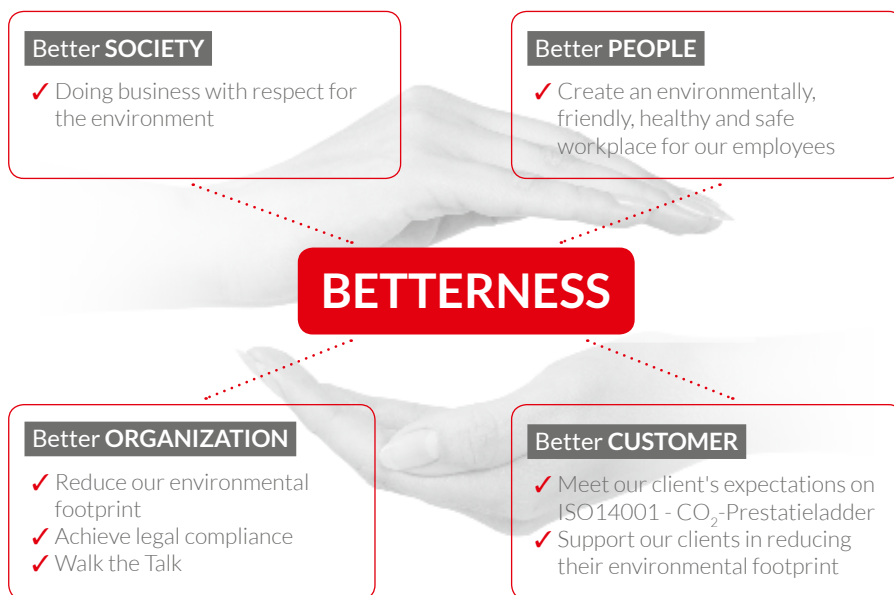 Better SOCIETY
✓ Doing business with respect for
the environment
Better PEOPLE
✓ Create an environmentally,
friendly, healthy and safe
workplace for our employees
BETTERNESS
Better ORGANIZATION
✓ Reduce our environmental
footprint
✓ Achieve legal compliance
✓ Walk the Talk
Better CUSTOMER
✓ Meet our client's expectations on
ISO14001 - CO₂-Prestatieladder
✓ Support our clients in reducing
their environmental footprint